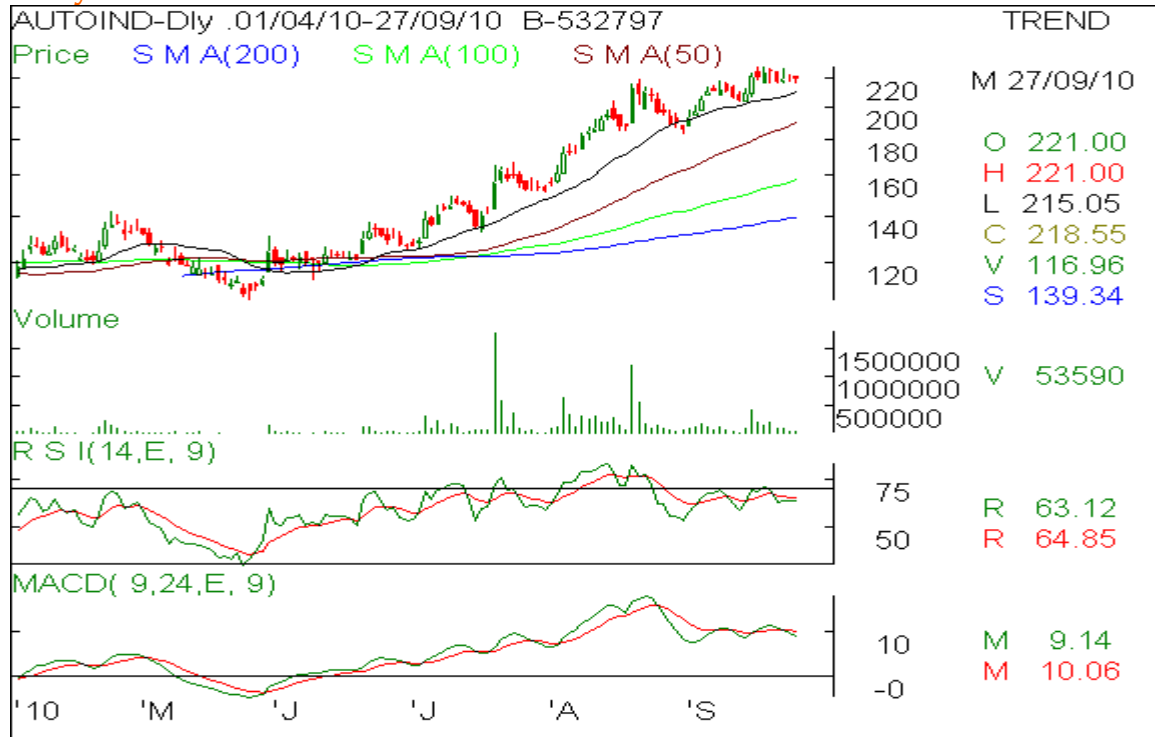 AUTOIND-Dly .01/04/10-27/09/10 B-532797 TREND
Price S M A(200) S M A(100) S M A(50)
M 27/09/10
220
200
180
160
140
120
O 221.00
H 221.00
L 215.05
C 218.55
V 116.96
S 139.34
Volume
1500000
1000000
500000
V 53590
R S I(14,E, 9)
75
50
R 63.12
R 64.85
MACD( 9,24,E, 9)
10
-0
M 9.14
M 10.06
'10 'M 'J 'J 'A 'S